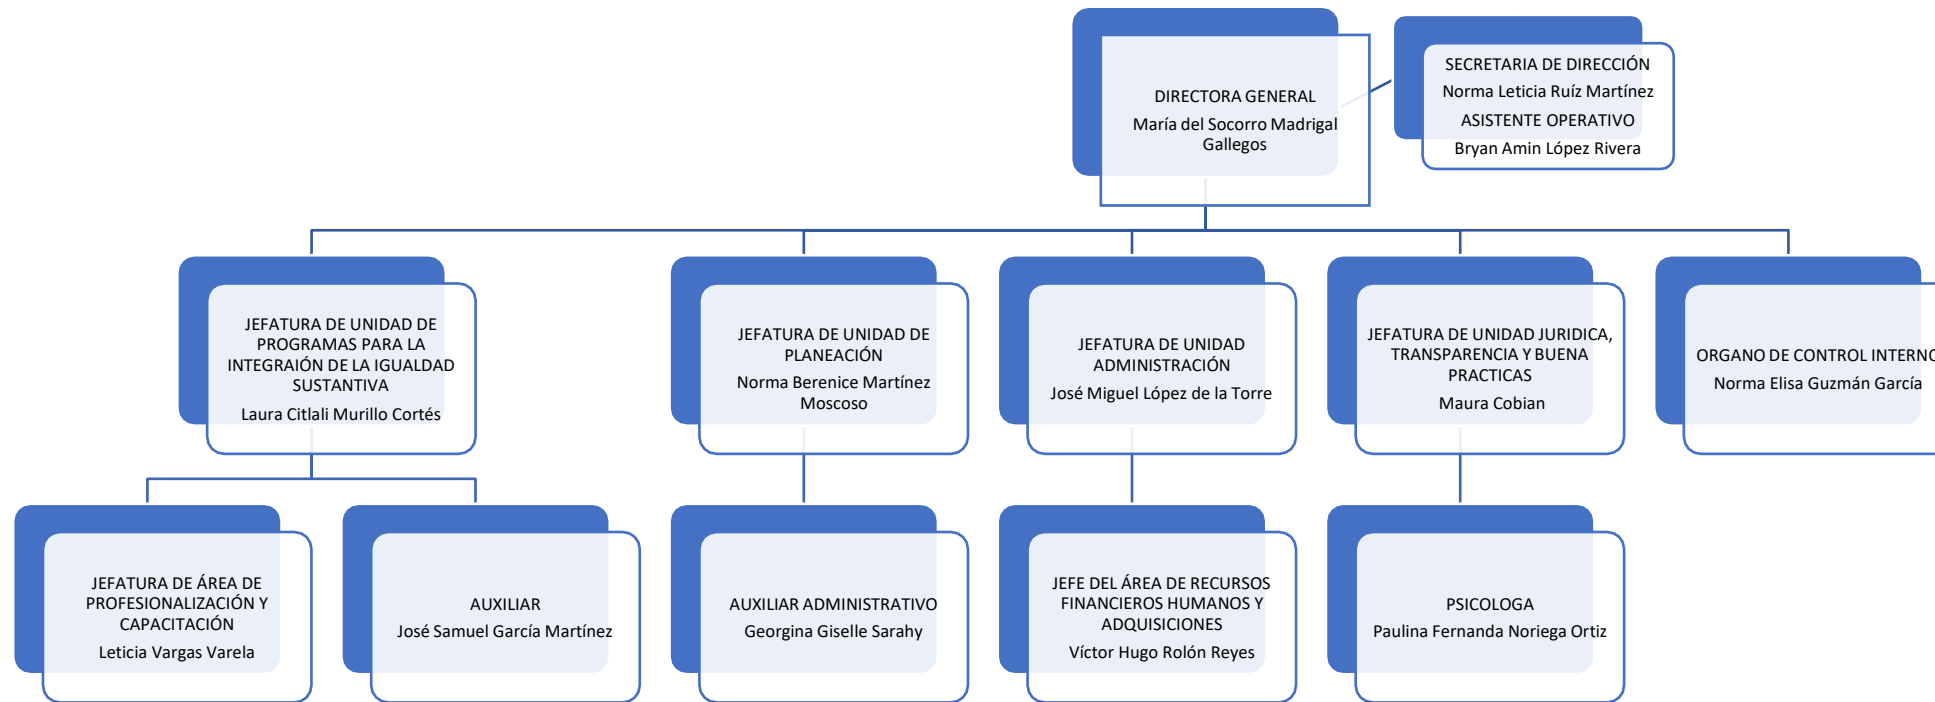 DIRECTORA GENERAL
María del Socorro Madrigal
Gallegos
SECRETARIA DE DIRECCIÓN
Norma Leticia Ruíz Martínez
ASISTENTE OPERATIVO
Bryan Amin López Rivera
JEFATURA DE UNIDAD DE
PROGRAMAS PARA LA
INTEGRAIÓN DE LA IGUALDAD
SUSTANTIVA
Laura Citlali Murillo Cortés
JEFATURA DE UNIDAD DE
PLANEACIÓN
Norma Berenice Martínez
Moscoso
JEFATURA DE UNIDAD
ADMINISTRACIÓN
José Miguel López de la Torre
JEFATURA DE UNIDAD JURIDICA,
TRANSPARENCIA Y BUENA
PRACTICAS
Maura Cobian
ORGANO DE CONTROL INTERNO
Norma Elisa Guzmán García
JEFATURA DE ÁREA DE
PROFESIONALIZACIÓN Y
CAPACITACIÓN
Leticia Vargas Varela
AUXILIAR
José Samuel García Martínez
AUXILIAR ADMINISTRATIVO
Georgina Giselle Sarahy
JEFE DEL ÁREA DE RECURSOS
FINANCIEROS HUMANOS Y
ADQUISICIONES
Víctor Hugo Rolón Reyes
PSICOLOGA
Paulina Fernanda Noriega Ortiz